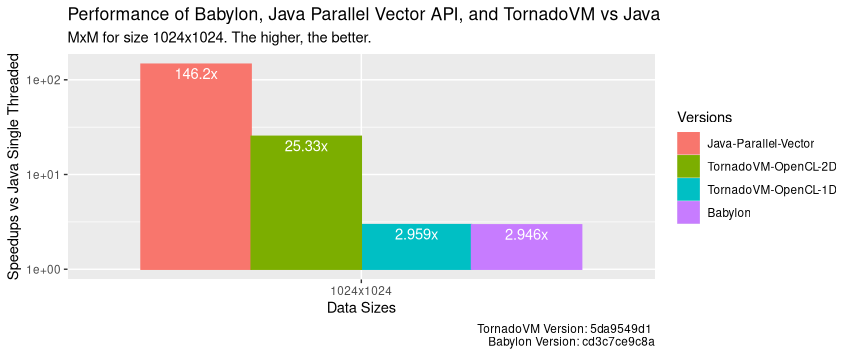 Performance of Babylon, Java Parallel Vector API, and TornadoVM vs Java
MxM for size 1024x1024. The higher, the better.
Speedups vs Java Single Threaded
1e+02
1e+01
1e+00
146.2x
25.33x
2.959x
2.946x
1024x1024
Data Sizes
Versions
Java-Parallel-Vector
TornadoVM-OpenCL-2D
TornadoVM-OpenCL-1D
Babylon
TornadoVM Version: 5da9549d1
Babylon Version: cd3c7ce9c8a